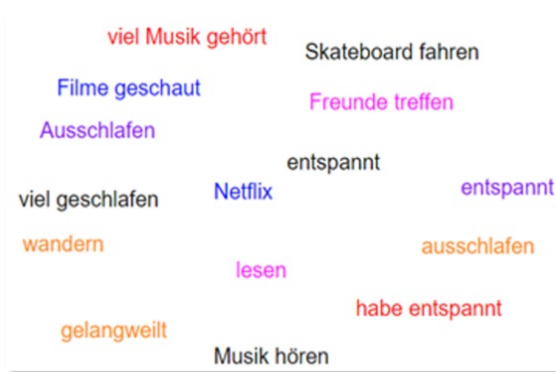 viel Musik gehört
Skateboard fahren
Filme geschaut
Freunde treffen
Ausschlafen
entspannt
viel geschlafen
Netflix
entspannt
wandern
ausschlafen
lesen
habe entspannt
gelangweilt
Musik hören